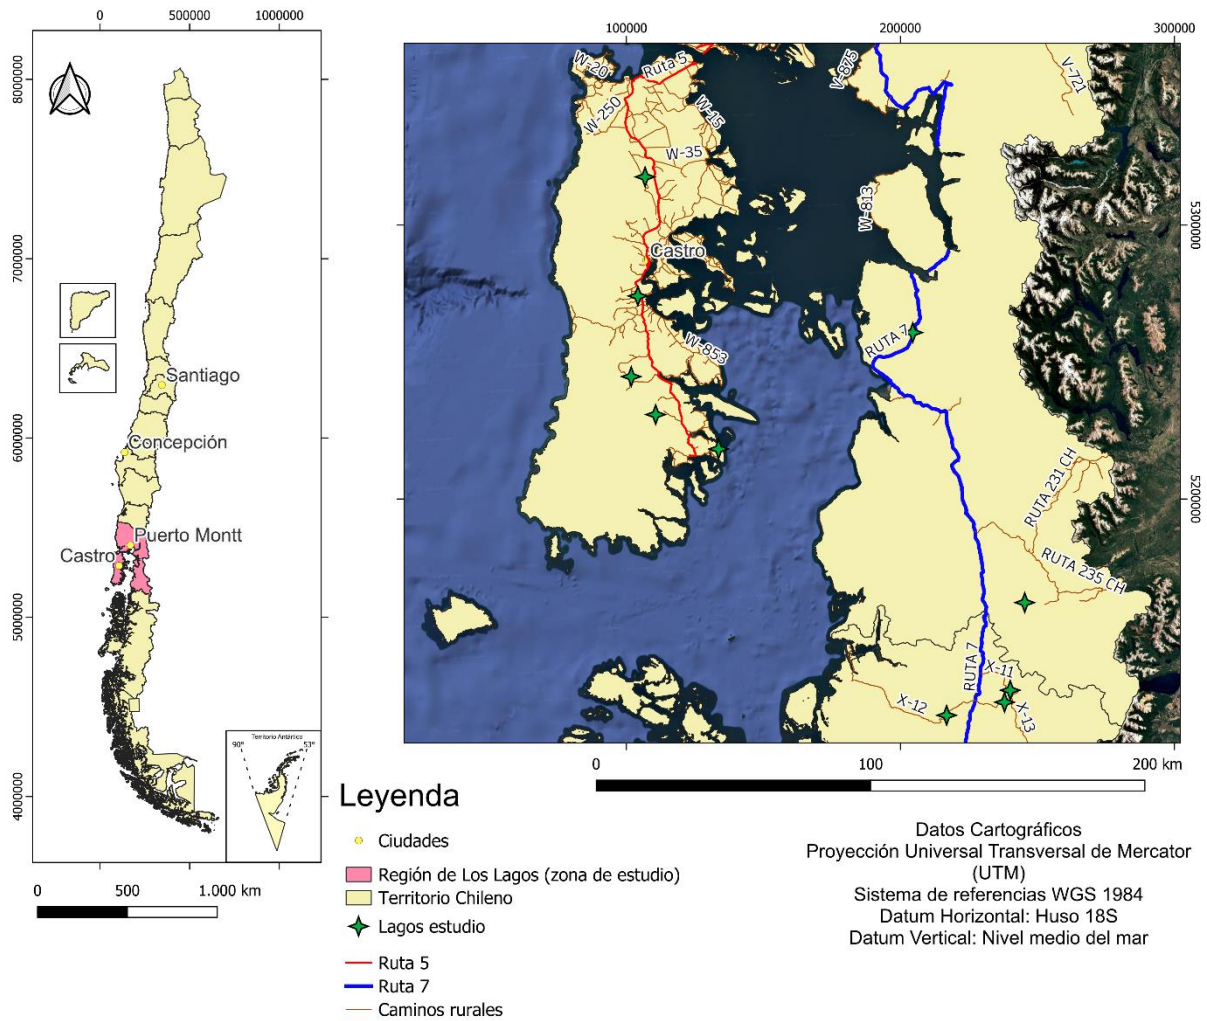 0 500000 1000000
8000000
7000000
6000000
5000000
4000000
Santiago
Concepción
Puerto Montt
Castro
Territorio Antártico
90° 53°
0 500 1.000 km
100000 200000 300000
5300000
5200000
W-20
Ruta 5
W-250
W-15
W-35
V-875
V-721
W-813
Castro
RUTA 7
W-853
RUTA 231 CH
RUTA 235 CH
RUTA 7
X-11
X-12
X-13
0 100 200 km
Leyenda
Ciudades
Región de Los Lagos (zona de estudio)
Territorio Chileno
Lagos estudio
Ruta 5
Ruta 7
Caminos rurales
Datos Cartográficos
Proyección Universal Transversal de Mercator
(UTM)
Sistema de referencias WGS 1984
Datum Horizontal: Huso 18S
Datum Vertical: Nivel medio del mar